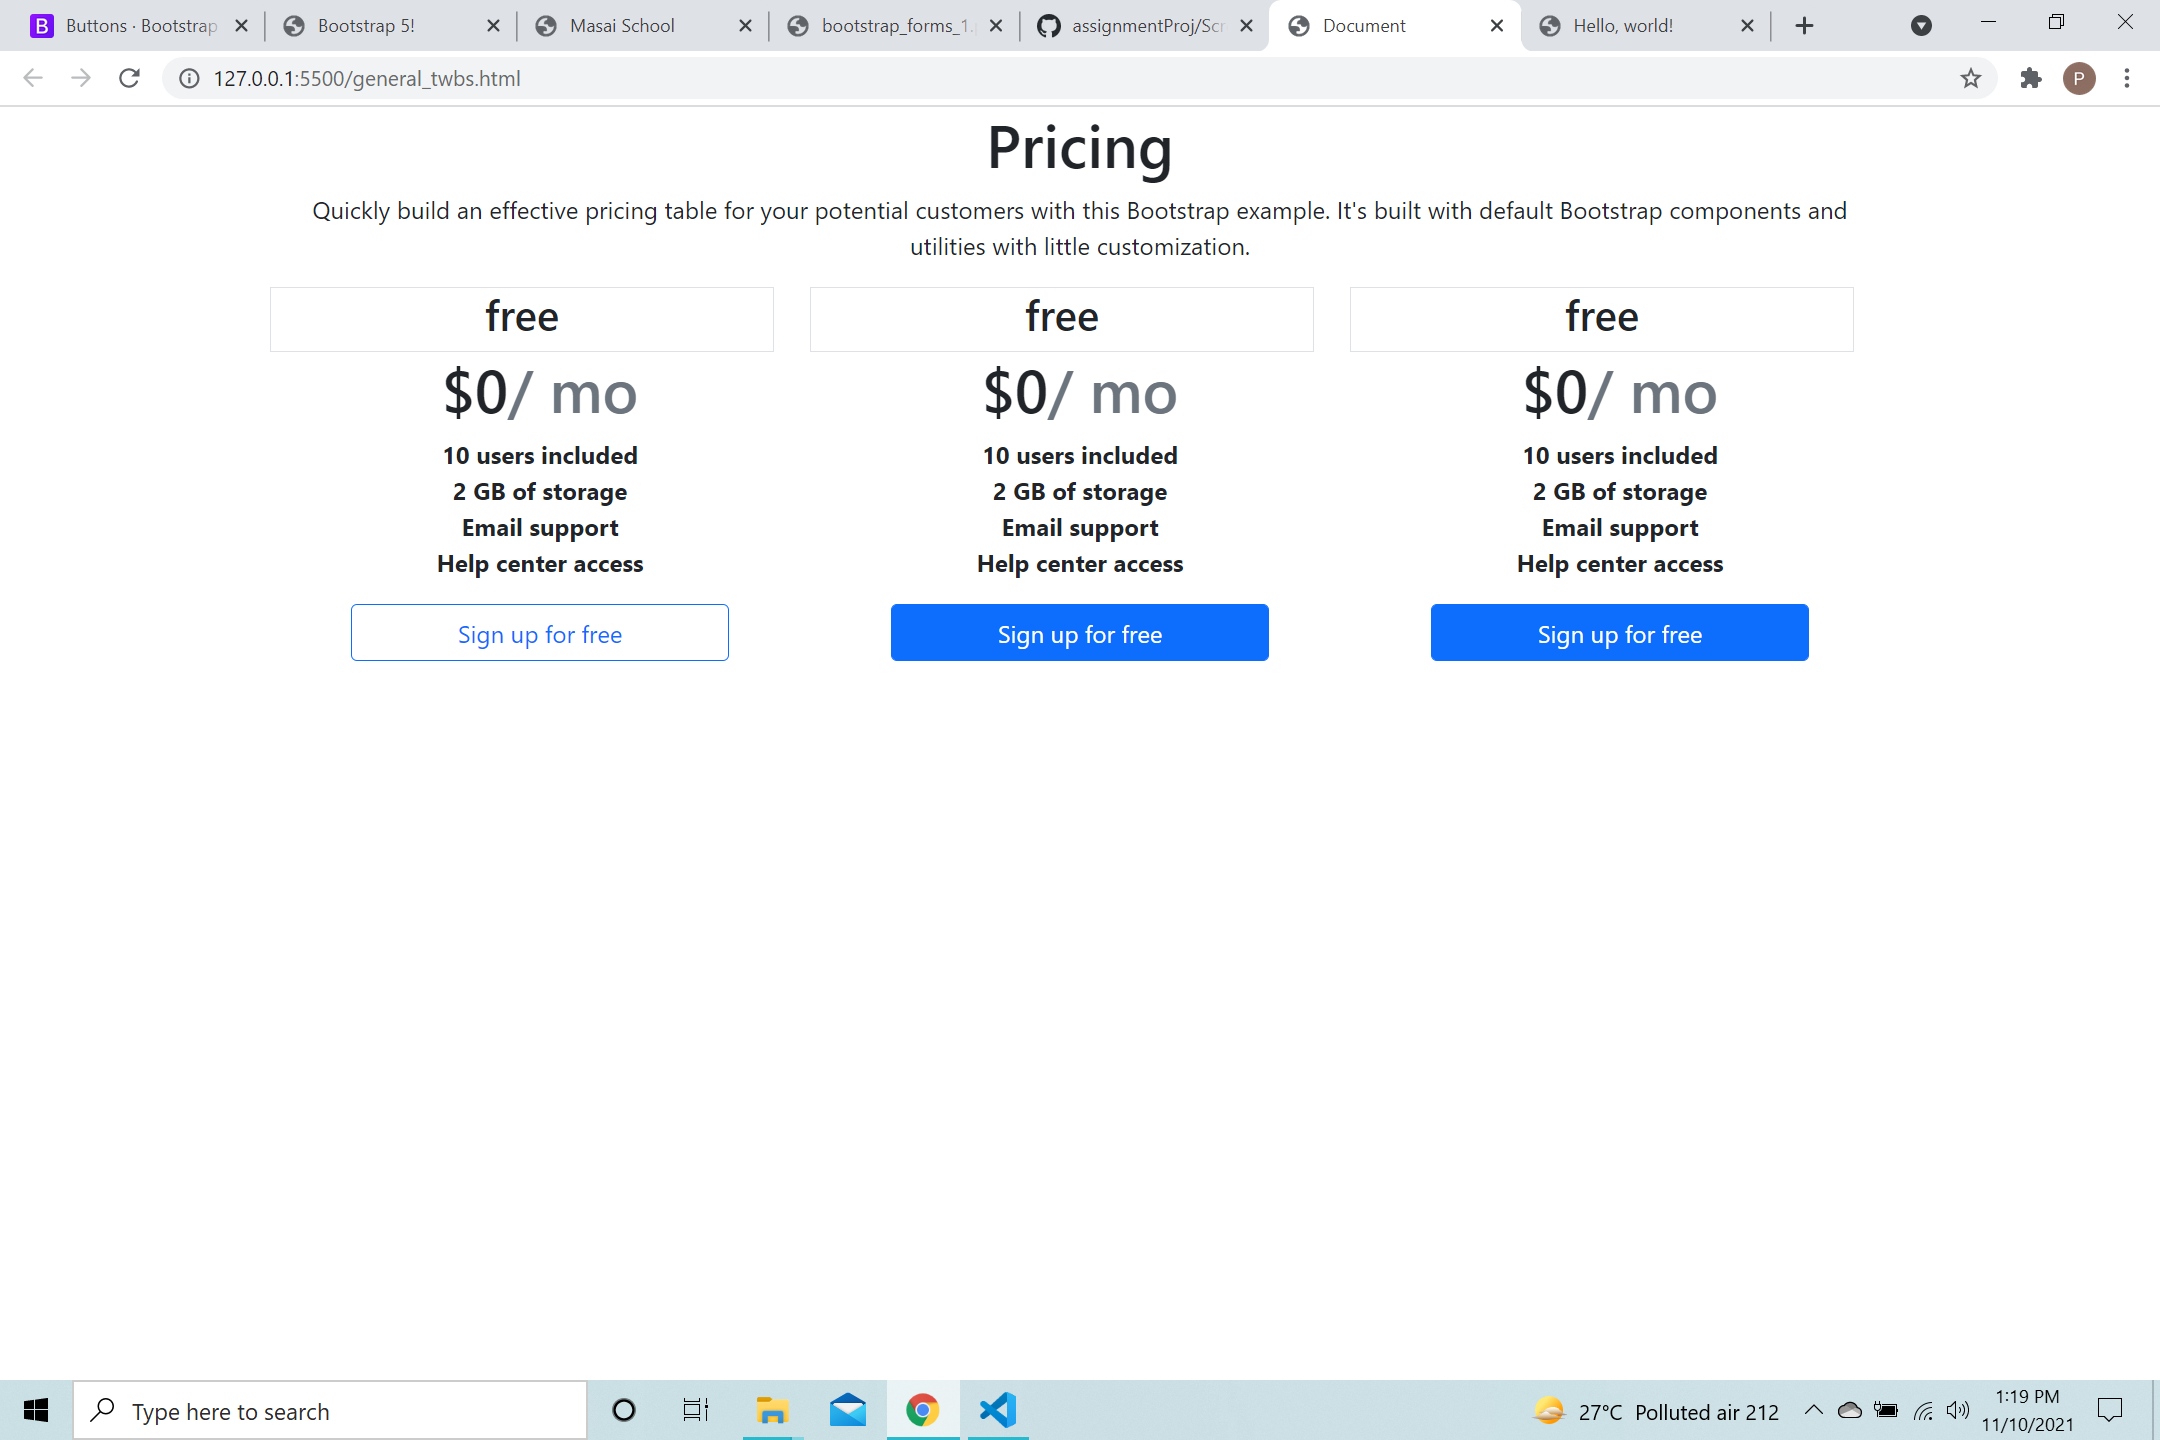 Buttons · Bootstrap
Bootstrap 5!
Masai School
bootstrap_forms_1.
assignmentProj/Scr
Document
Hello, world!
127.0.0.1:5500/general_twbs.html
P
Pricing
Quickly build an effective pricing table for your potential customers with this Bootstrap example. It's built with default Bootstrap components and
utilities with little customization.
free
free
free
$0/ mo
$0/ mo
$0/ mo
10 users included
2 GB of storage
Email support
Help center access
10 users included
2 GB of storage
Email support
Help center access
10 users included
2 GB of storage
Email support
Help center access
Sign up for free
Sign up for free
Sign up for free
Type here to search
27°C Polluted air 212
1:19 PM
11/10/2021